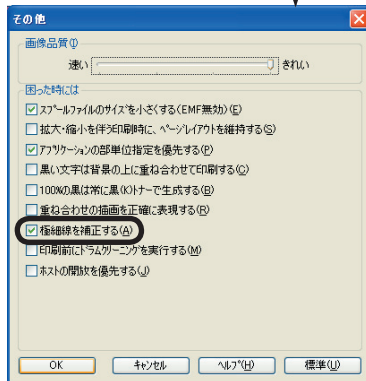 その他
画像品質(I)
速い きれい
困った時には
スプールファイルのサイズを小さくする(EMF無効)(E)
拡大・縮小を伴う印刷時に、ページレイアウトを維持する(S)
アプリケーションの部単位指定を優先する(P)
黒い文字は背景の上に重ね合わせて印刷する(C)
100%の黒は常に黒(K)トナーで生成する(B)
重ね合わせの描画を正確に表現する(R)
極細線を補正する(A)
印刷前にドラムクリーニングを実行する(M)
ホストの開放を優先する(J)
OK キャンセル ヘルプ(H) 標準(U)